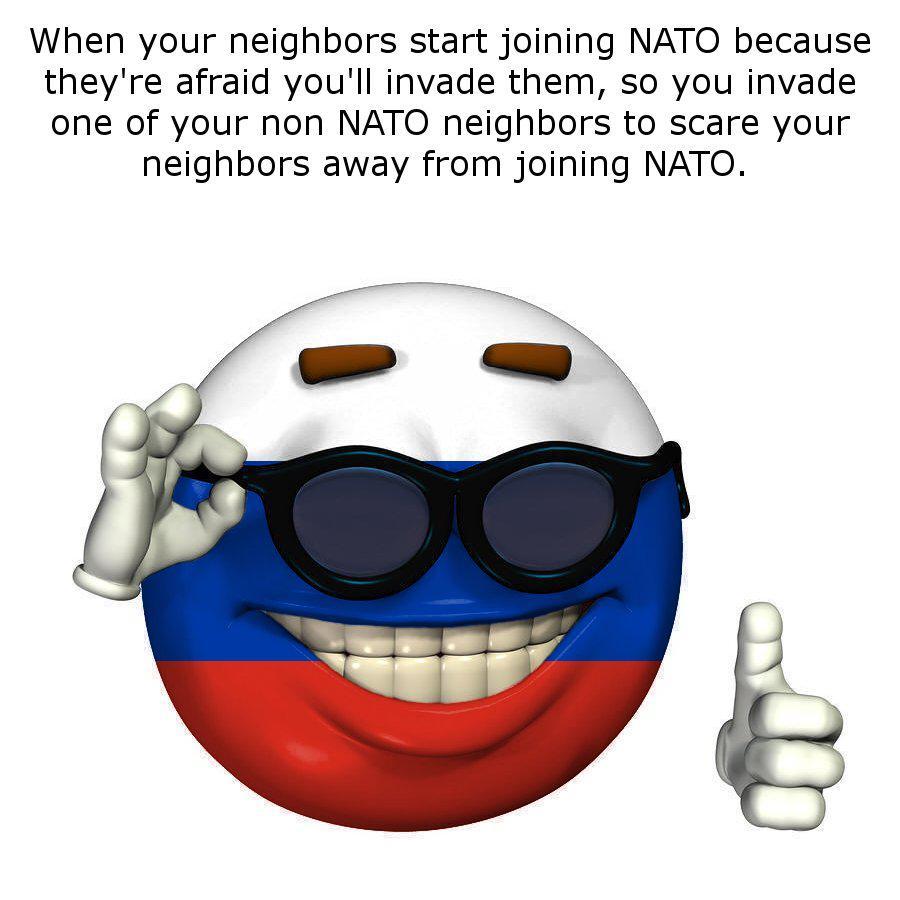 When your neighbors start joining NATO because
they're afraid you'll invade them, so you invade
one of your non NATO neighbors to scare your
neighbors away from joining NATO.